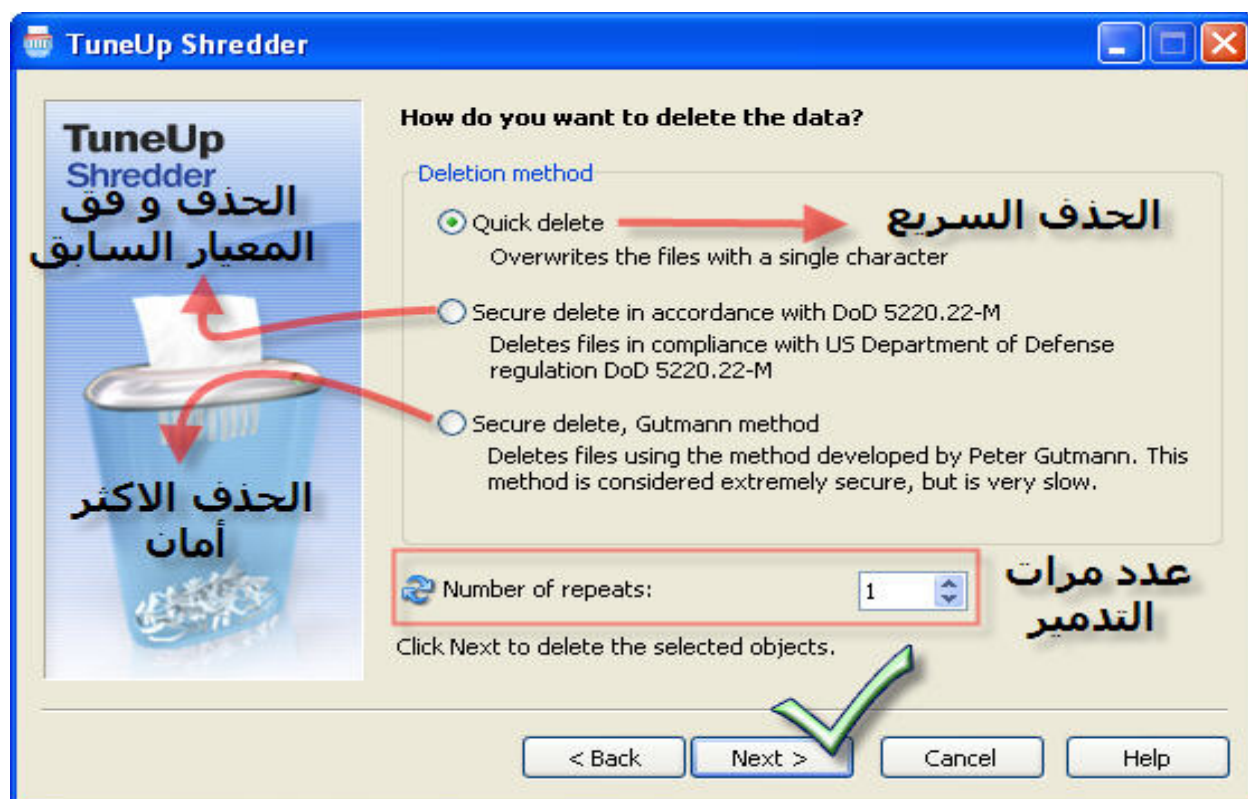 TuneUp Shredder
TuneUp
Shredder
الحذف و فق
المعيار السابق
الحذف الاكثر
أمان
How do you want to delete the data?
Deletion method
Quick delete
الحذف السريع
Overwrites the files with a single character
Secure delete in accordance with DoD 5220.22-M
Deletes files in compliance with US Department of Defense
regulation DoD 5220.22-M
Secure delete, Gutmann method
Deletes files using the method developed by Peter Gutmann. This
method is considered extremely secure, but is very slow.
Number of repeats:
1
عدد مرات
التدمير
Click Next to delete the selected objects.
< Back
Next >
Cancel
Help